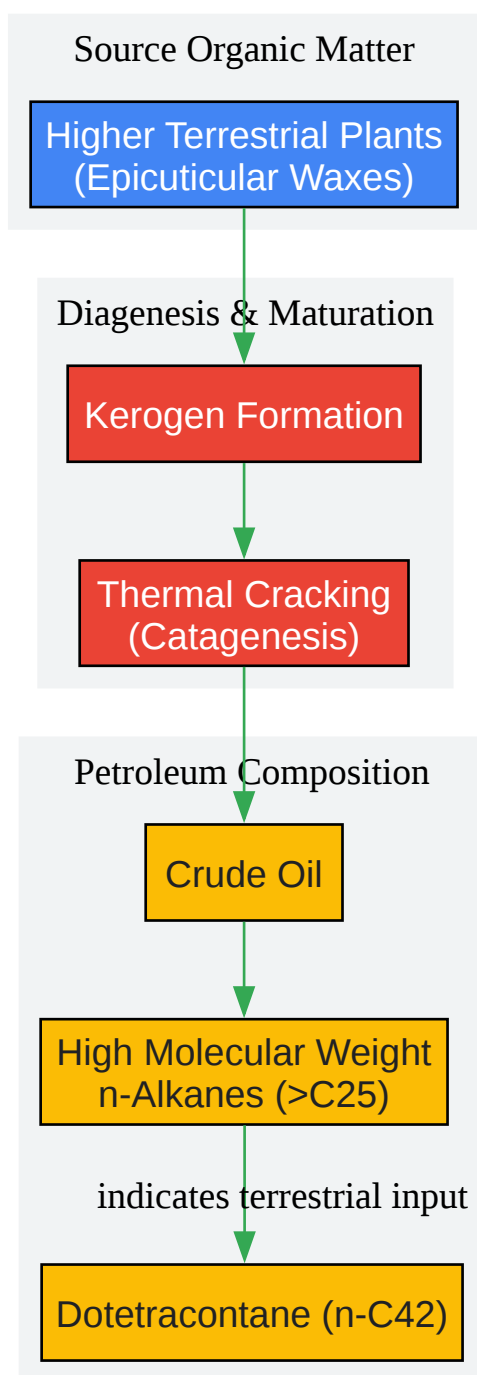 Source Organic Matter
Higher Terrestrial Plants
(Epicuticular Waxes)
Diagenesis & Maturation
Kerogen Formation
Thermal Cracking
(Catagenesis)
Petroleum Composition
Crude Oil
High Molecular Weight
n-Alkanes (>C25)
indicates terrestrial input
Dotetracontane (n-C42)